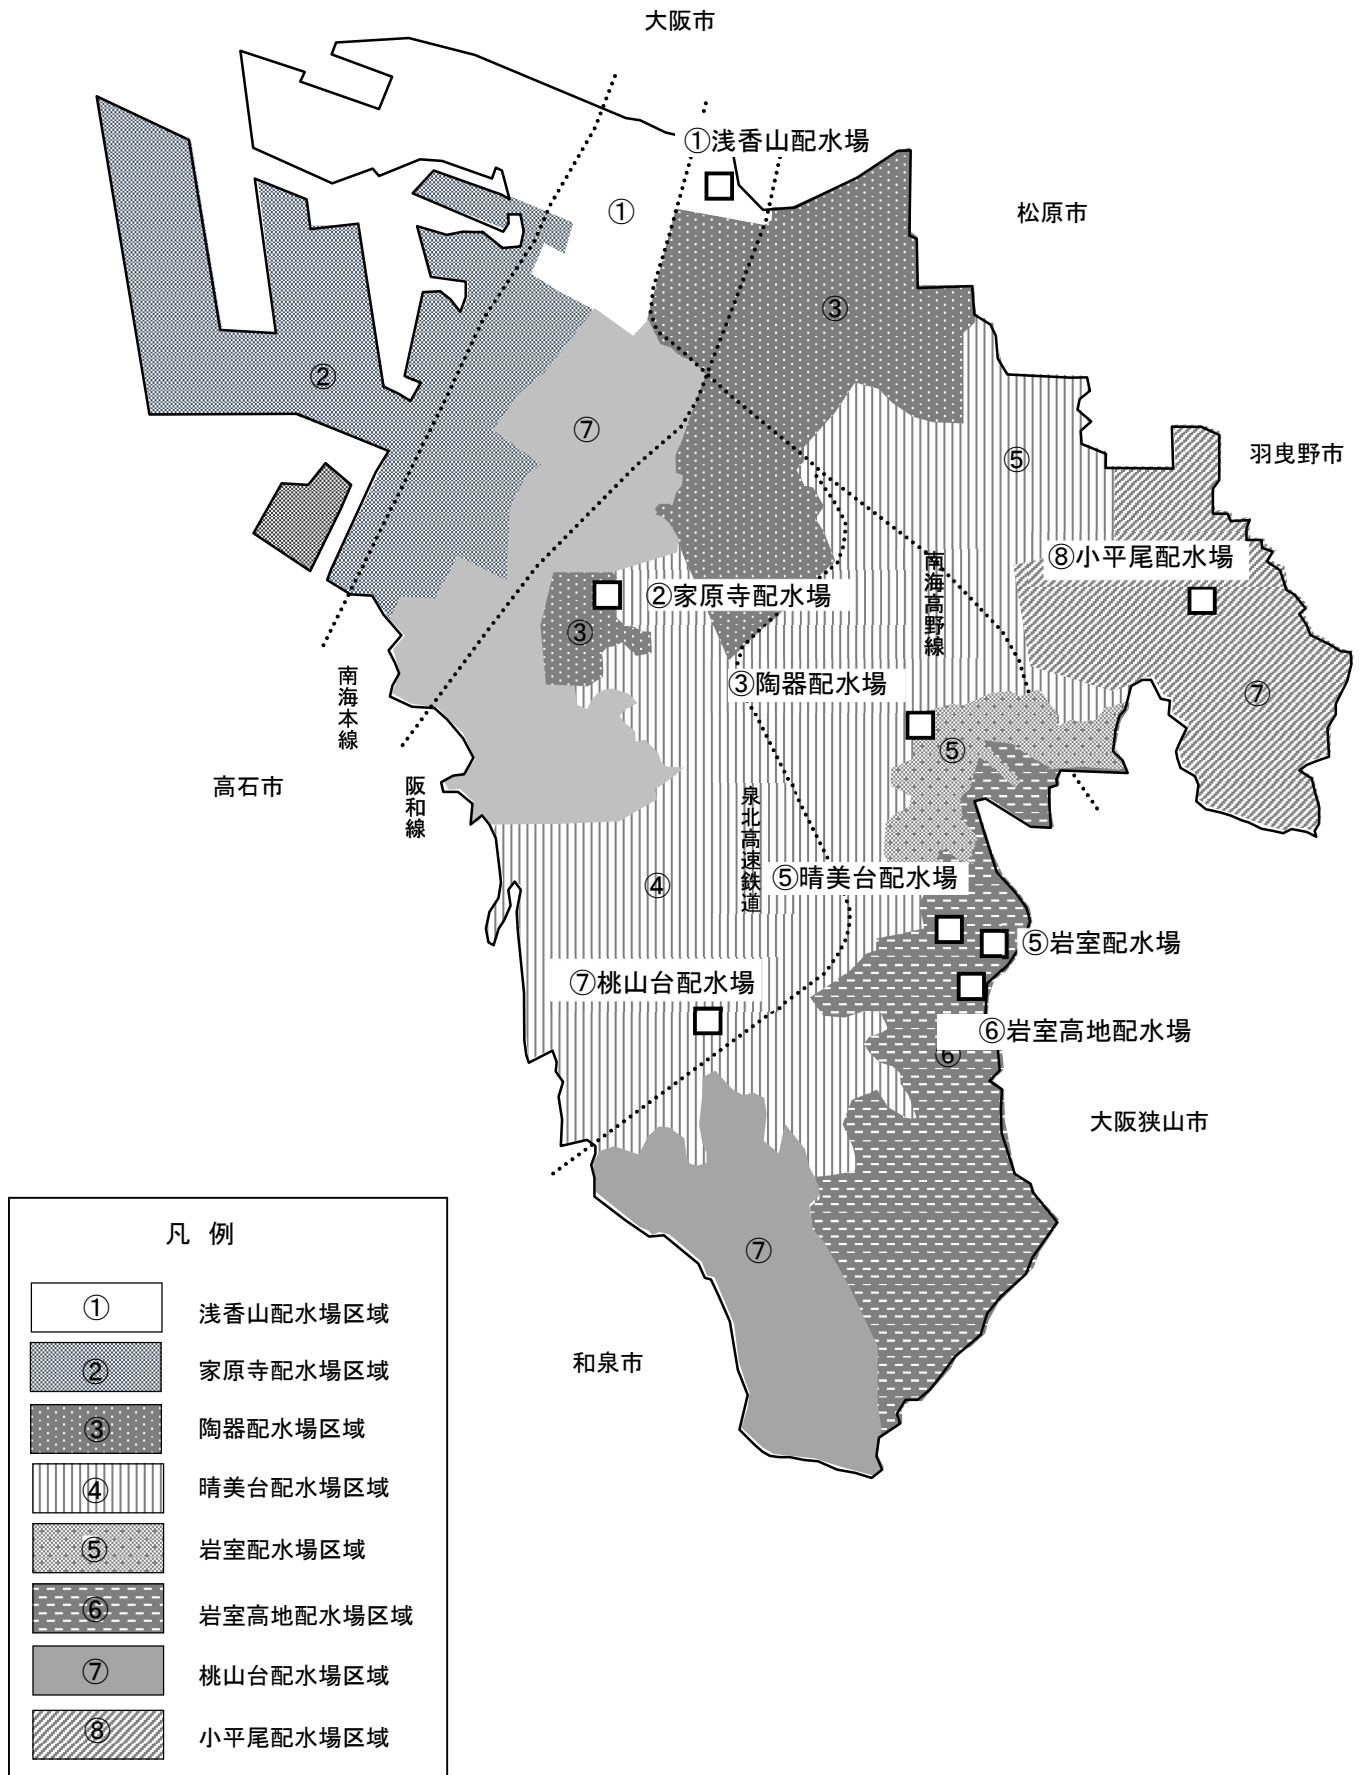 大阪市
①浅香山配水場
①
松原市
③
②
⑦
⑤
羽曳野市
⑧小平尾配水場
南海高野線
②家原寺配水場
③
③陶器配水場
⑦
南海本線
⑤
高石市
阪和線
泉北高速鉄道
④
⑤晴美台配水場
⑤岩室配水場
⑦桃山台配水場
⑥岩室高地配水場
⑥
大阪狭山市
⑦
和泉市
凡 例
① 浅香山配水場区域
② 家原寺配水場区域
③ 陶器配水場区域
④ 晴美台配水場区域
⑤ 岩室配水場区域
⑥ 岩室高地配水場区域
⑦ 桃山台配水場区域
⑧ 小平尾配水場区域